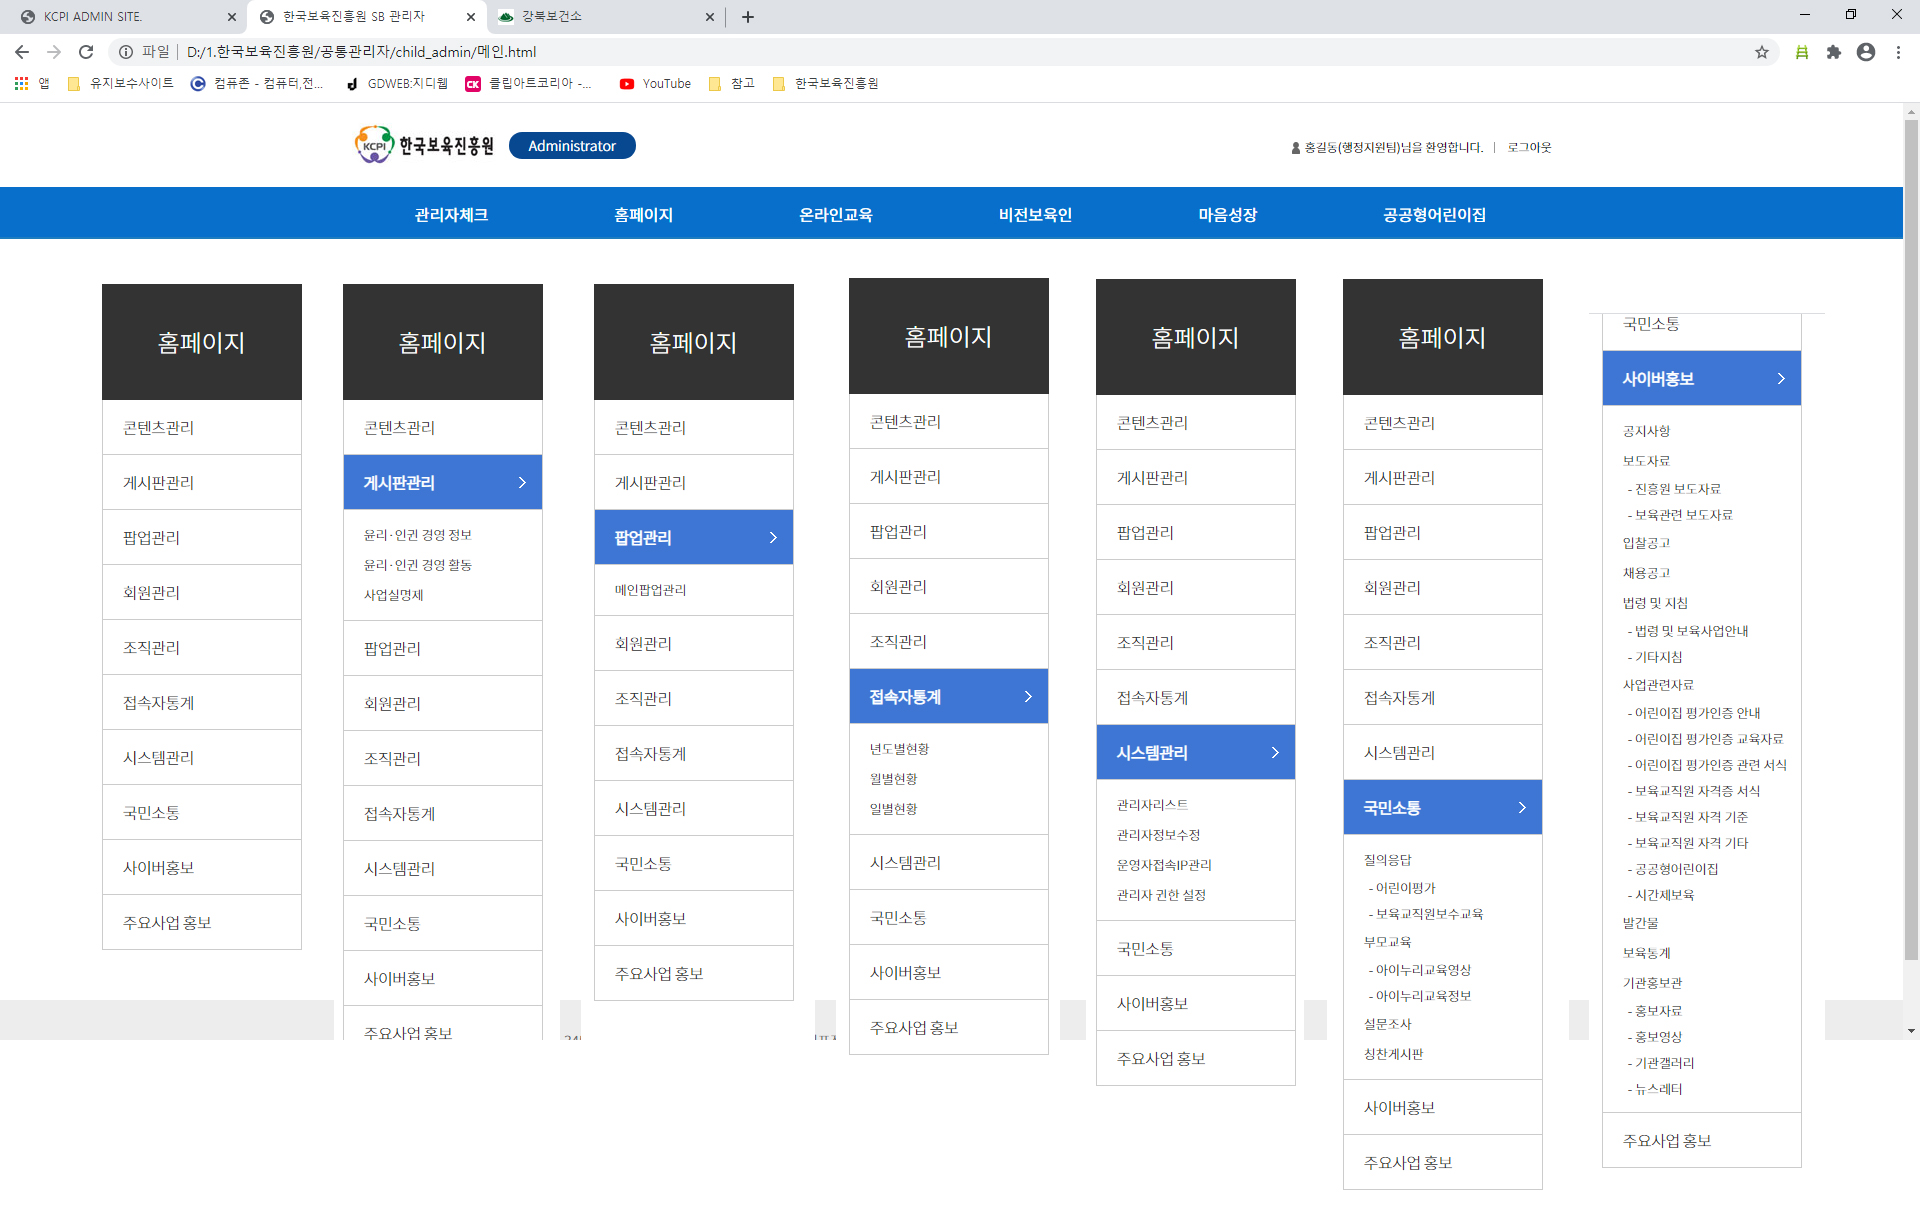 KCPI ADMIN SITE.
한국보육진흥원 SB 관리자
강북보건소
파일
D:/1.한국보육진흥원/공통관리자/child_admin/메인.html
앱
유지보수사이트
컴퓨존 - 컴퓨터,전...
GDWEB:지디웹
클립아트코리아 -...
YouTube
참고
한국보육진흥원
KCPI 한국보육진흥원
Administrator
홍길동(행정지원팀)님을 환영합니다.
로그아웃
관리자체크
홈페이지
온라인교육
비전보육인
마음성장
공공형어린이집
홈페이지
콘텐츠관리
게시판관리
팝업관리
회원관리
조직관리
접속자통계
시스템관리
국민소통
사이버홍보
주요사업 홍보
홈페이지
콘텐츠관리
게시판관리
윤리·인권 경영 정보
윤리·인권 경영 활동
사업실명제
팝업관리
회원관리
조직관리
접속자통계
시스템관리
국민소통
사이버홍보
주요사업 홍보
홈페이지
콘텐츠관리
게시판관리
팝업관리
메인팝업관리
회원관리
조직관리
접속자통계
시스템관리
국민소통
사이버홍보
주요사업 홍보
홈페이지
콘텐츠관리
게시판관리
팝업관리
회원관리
조직관리
접속자통계
년도별현황
월별현황
일별현황
시스템관리
국민소통
사이버홍보
주요사업 홍보
홈페이지
콘텐츠관리
게시판관리
팝업관리
회원관리
조직관리
접속자통계
시스템관리
관리자리스트
관리자정보수정
운영자접속IP관리
관리자 권한 설정
국민소통
사이버홍보
주요사업 홍보
홈페이지
콘텐츠관리
게시판관리
팝업관리
회원관리
조직관리
접속자통계
시스템관리
국민소통
질의응답
- 어린이평가
- 보육교직원보수교육
부모교육
- 아이누리교육영상
- 아이누리교육정보
설문조사
칭찬게시판
사이버홍보
주요사업 홍보
국민소통
사이버홍보
공지사항
보도자료
- 진흥원 보도자료
- 보육관련 보도자료
입찰공고
채용공고
법령 및 지침
- 법령 및 보육사업안내
- 기타지침
사업관련자료
- 어린이집 평가인증 안내
- 어린이집 평가인증 교육자료
- 어린이집 평가인증 관련 서식
- 보육교직원 자격증 서식
- 보육교직원 자격 기준
- 보육교직원 자격 기타
- 공공형어린이집
- 시간제보육
발간물
보육통계
기관홍보관
- 홍보자료
- 홍보영상
- 기관갤러리
- 뉴스레터
주요사업 홍보